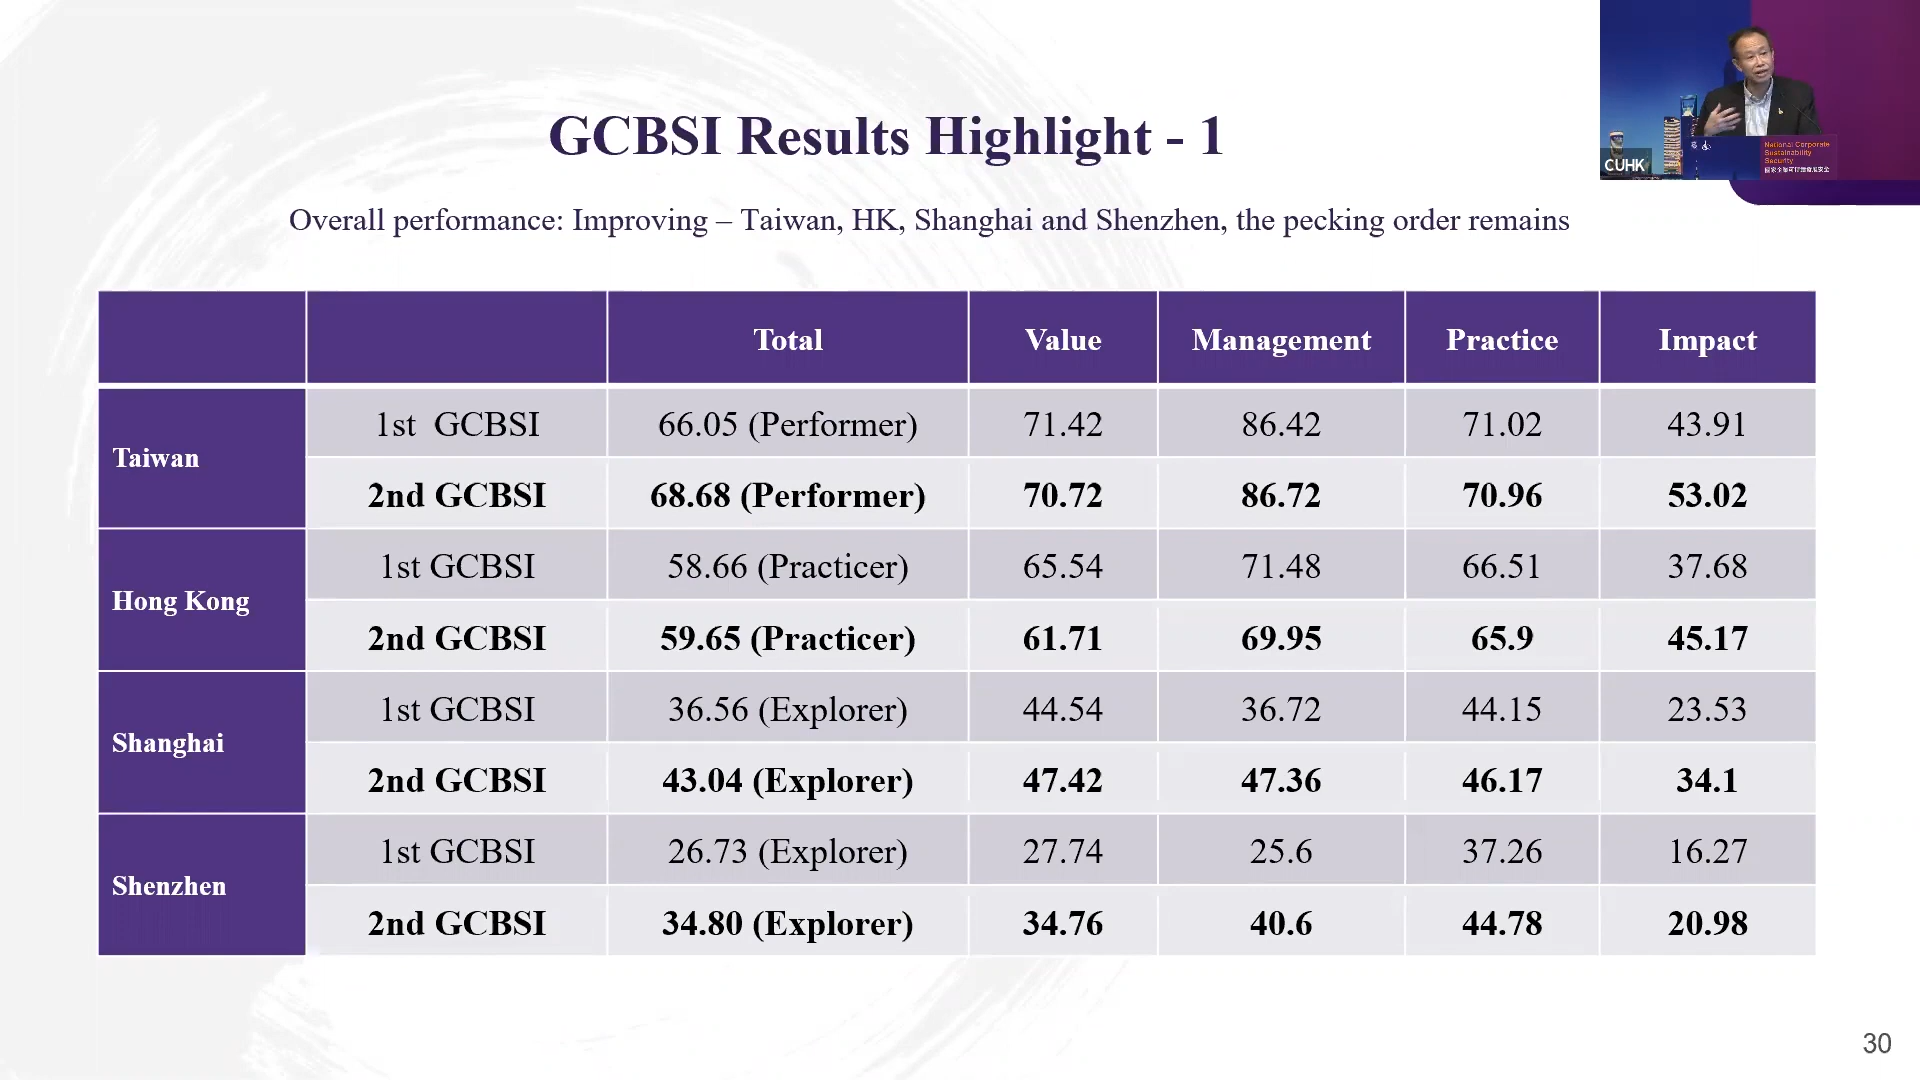 GCBSI Results Highlight - 1
Overall performance: Improving – Taiwan, HK, Shanghai and Shenzhen, the pecking order remains
Total Value Management Practice Impact
Taiwan
1st GCBSI 66.05 (Performer) 71.42 86.42 71.02 43.91
2nd GCBSI 68.68 (Performer) 70.72 86.72 70.96 53.02
Hong Kong
1st GCBSI 58.66 (Practicer) 65.54 71.48 66.51 37.68
2nd GCBSI 59.65 (Practicer) 61.71 69.95 65.9 45.17
Shanghai
1st GCBSI 36.56 (Explorer) 44.54 36.72 44.15 23.53
2nd GCBSI 43.04 (Explorer) 47.42 47.36 46.17 34.1
Shenzhen
1st GCBSI 26.73 (Explorer) 27.74 25.6 37.26 16.27
2nd GCBSI 34.80 (Explorer) 34.76 40.6 44.78 20.98
30
CUHK
National Corporate
Sustainability
Security